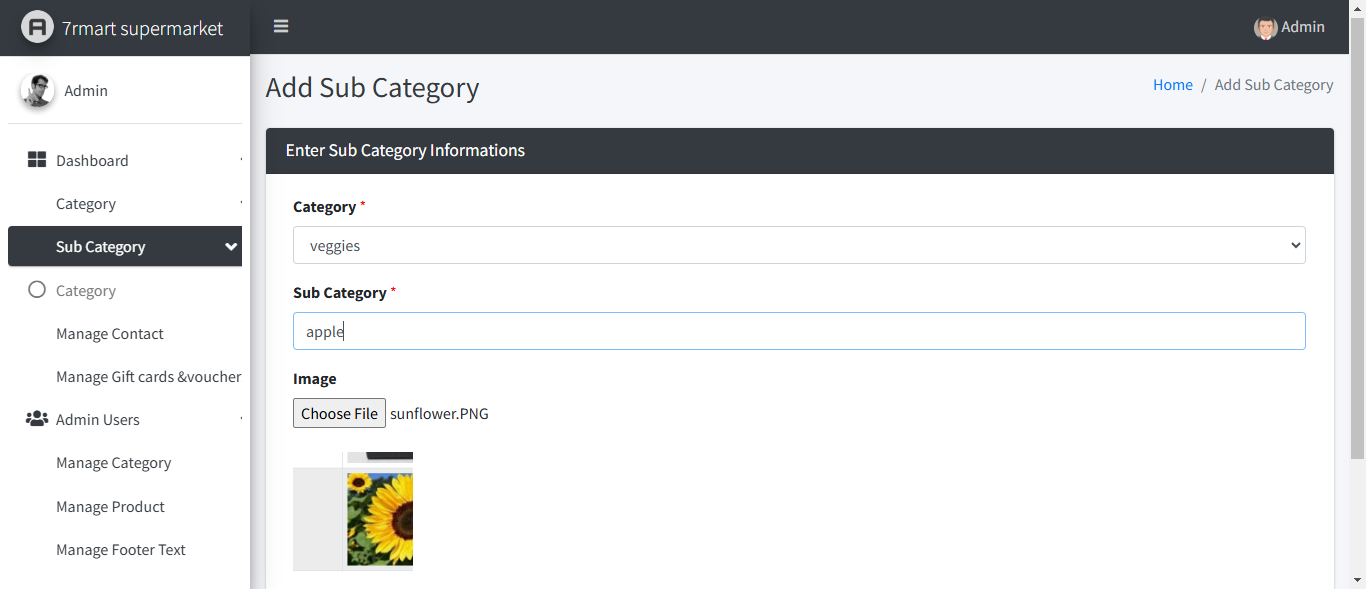 7rmart supermarket
Admin
Admin
Dashboard
Category
Sub Category
Category
Manage Contact
Manage Gift cards &voucher
Admin Users
Manage Category
Manage Product
Manage Footer Text
Add Sub Category
Home / Add Sub Category
Enter Sub Category Informations
Category *
veggies
Sub Category *
apple
Image
Choose File sunflower.PNG